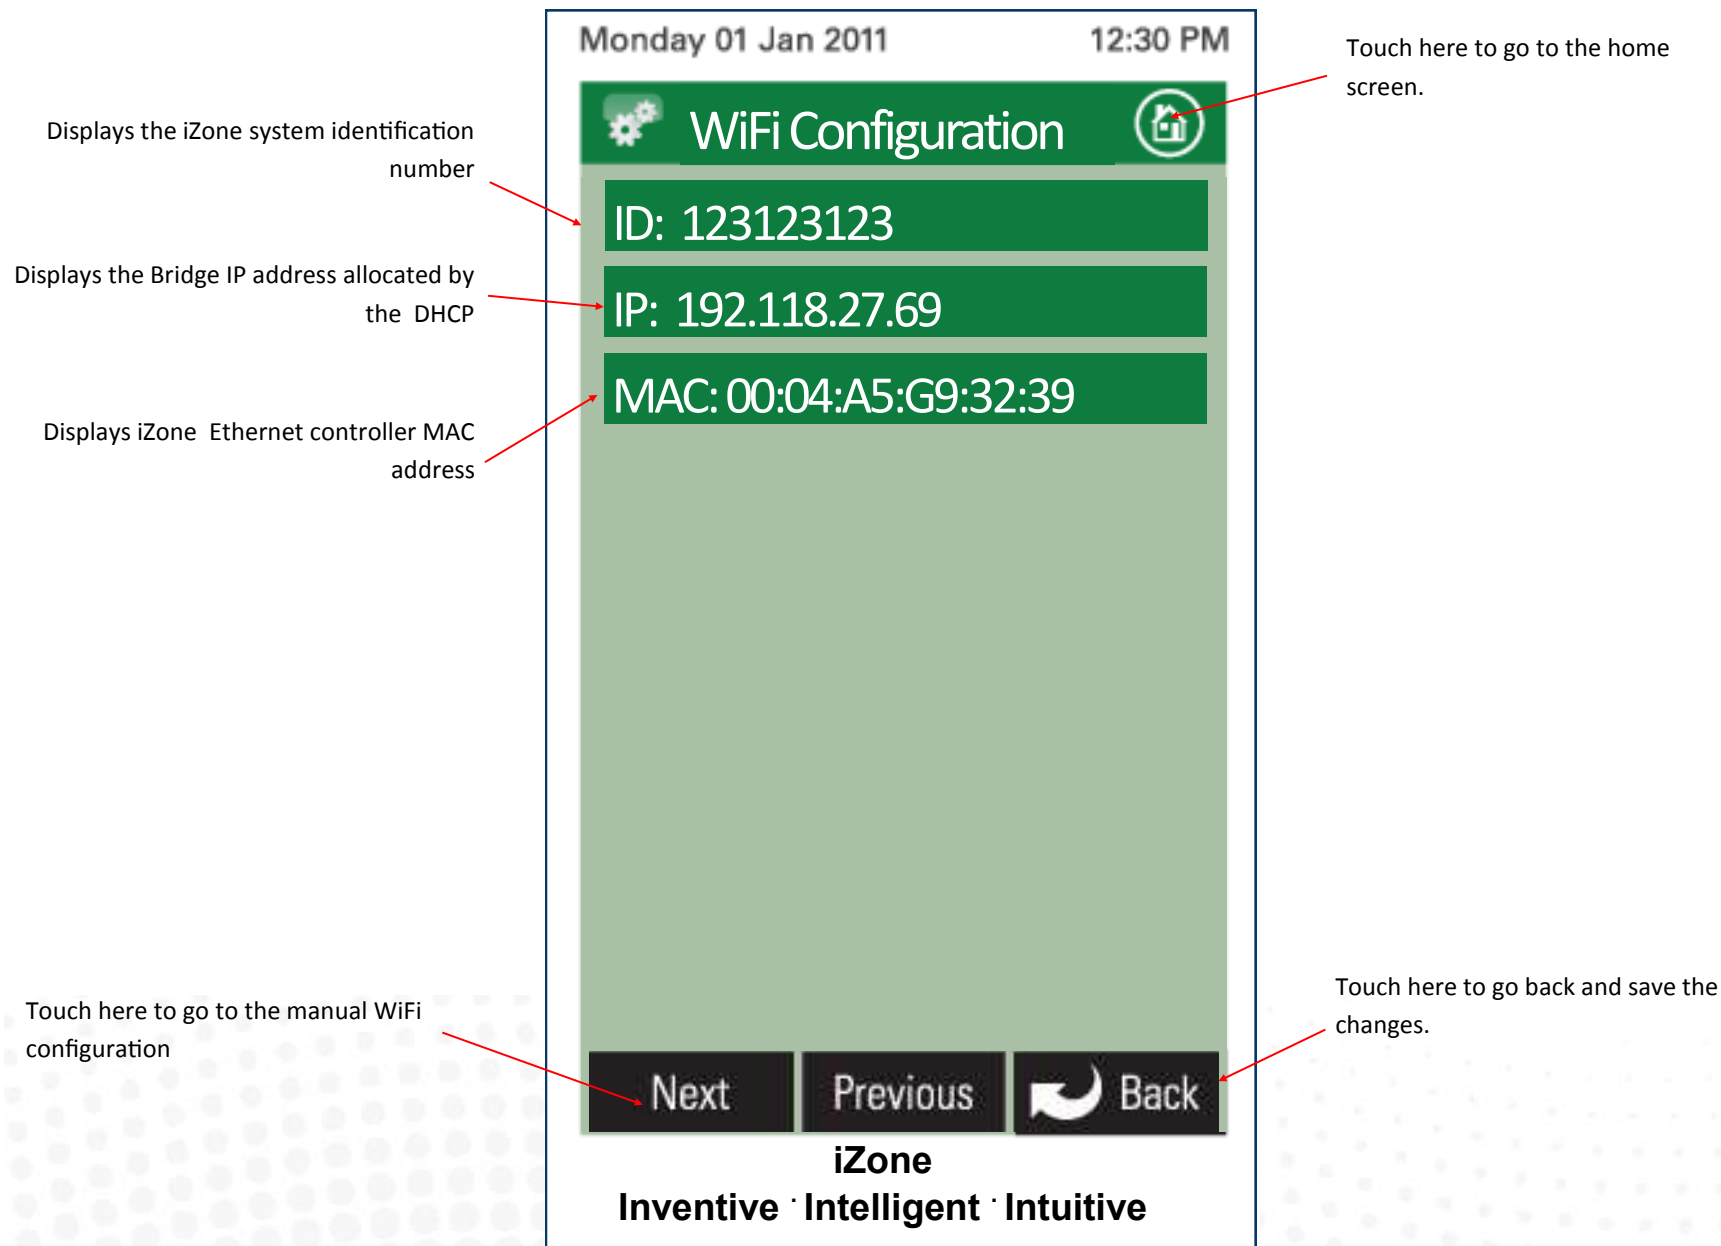 Monday 01 Jan 2011 12:30 PM
Touch here to go to the home
screen.
WiFi Configuration
Displays the iZone system identification
number
ID: 123123123
Displays the Bridge IP address allocated by
the DHCP
IP: 192.118.27.69
MAC: 00:04:A5:G9:32:39
Displays iZone Ethernet controller MAC
address
Touch here to go to the manual WiFi
configuration
Touch here to go back and save the
changes.
Next Previous Back
iZone
Inventive · Intelligent · Intuitive